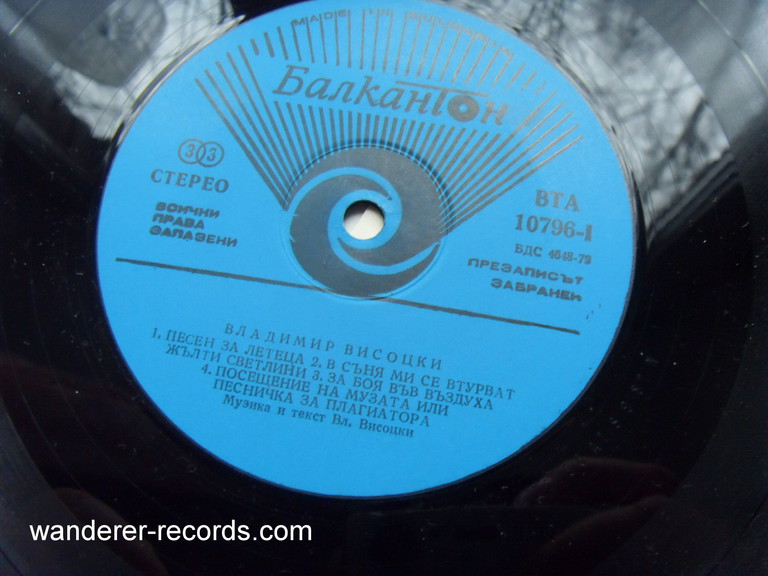 MADE IN
Балкантон
33
СТЕРЕО
ВСИЧКИ
ПРАВА
ЗАПАЗЕНИ
ВТА
10796-I
БДС 4648-79
ПРЕЗАПИСЪТ
ЗАБРАНЕН
ВЛАДИМИР ВИСОЦКИ
1. ПЕСЕН ЗА ЛЕТЕЦА 2. В СЪНЯ МИ СЕ ВТУРВАТ
ЖЪЛТИ СВЕТЛИНИ 3. ЗА БОЯ ВЪВ ВЪЗДУХА
4. ПОСЕЩЕНИЕ НА МУЗАТА ИЛИ
ПЕСНИЧКА ЗА ПЛАГИАТОРА
Музика и текст Вл. Висоцки
wanderer-records.com